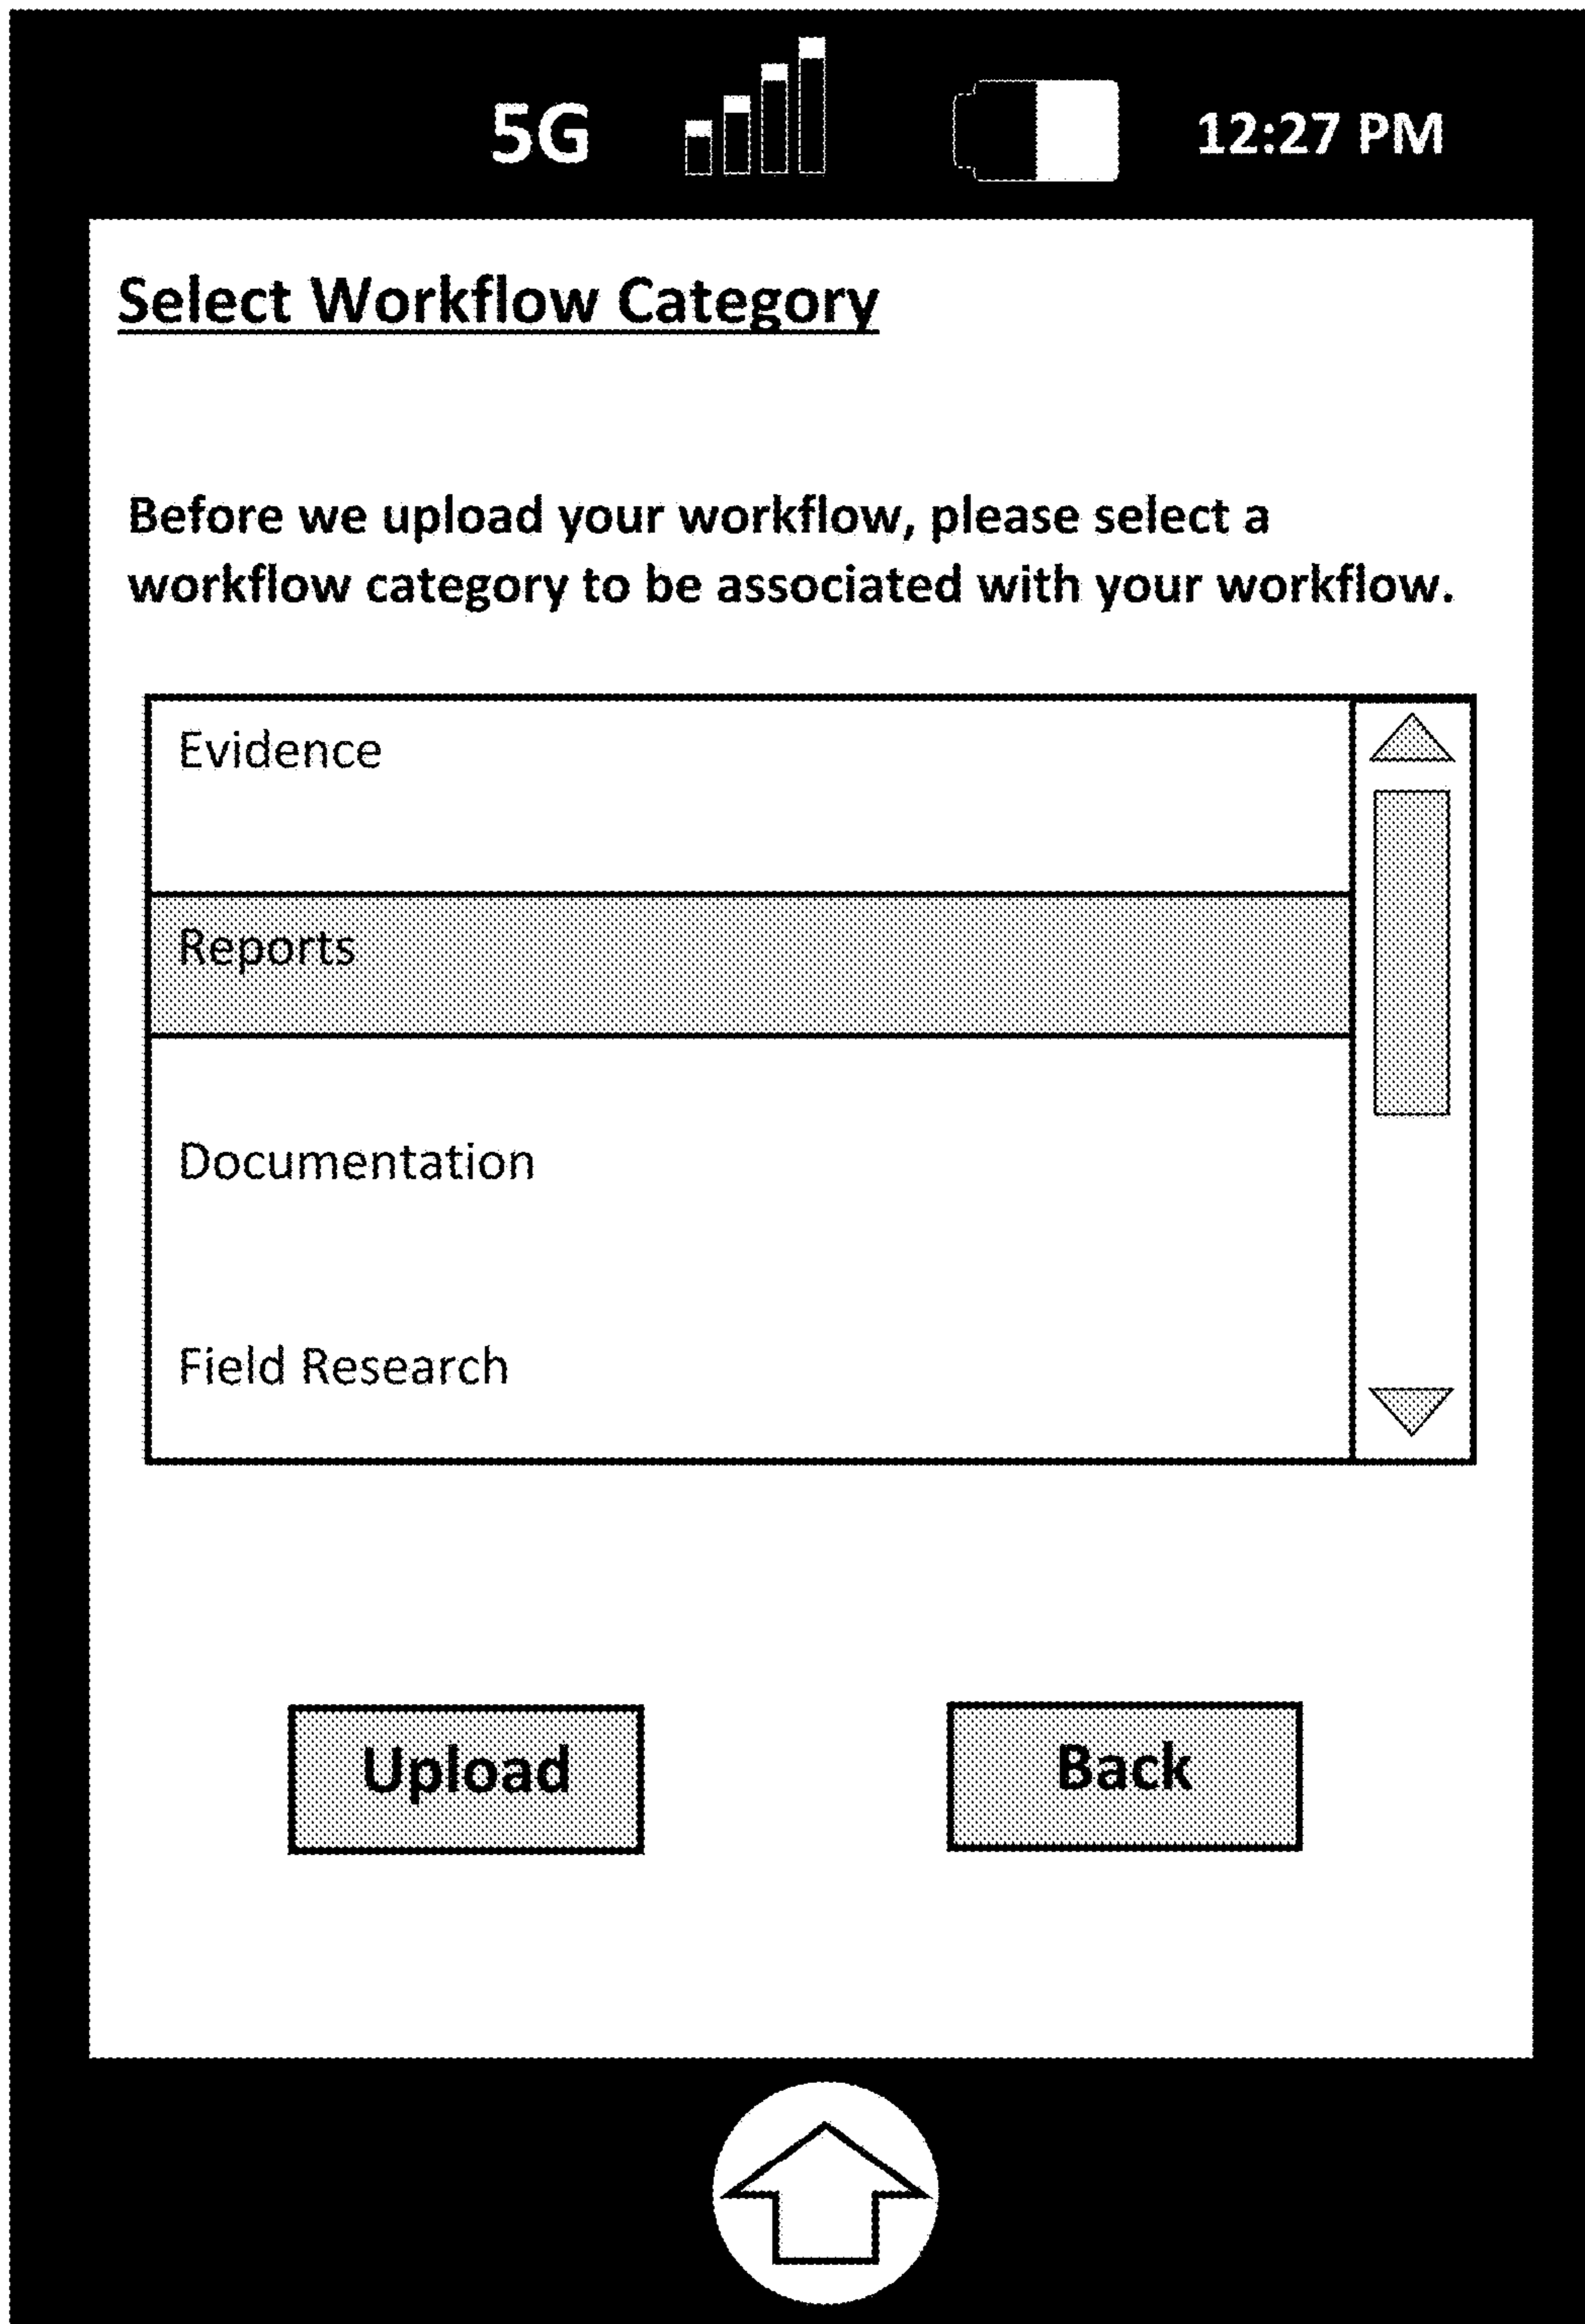 5G 12:27 PM
Select Workflow Category
Before we upload your workflow, please select a
workflow category to be associated with your workflow.
Evidence
Reports
Documentation
Field Research
Upload Back